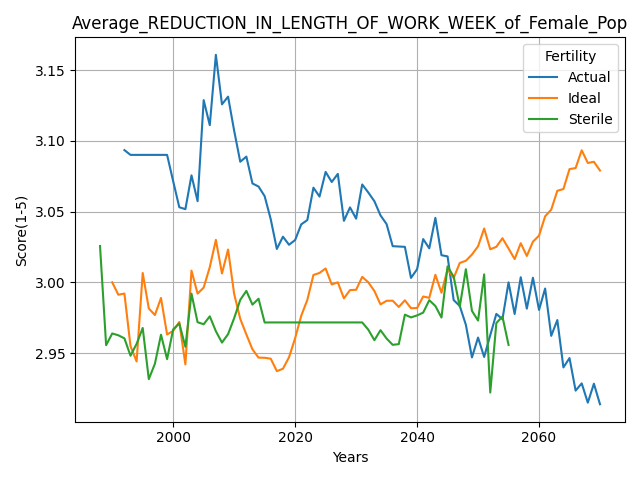 Average_REDUCTION_IN_LENGTH_OF_WORK_WEEK_of_Female_Pop
Fertility
Actual
Ideal
Sterile
Score(1-5)
3.15
3.10
3.05
3.00
2.95
2000 2020 2040 2060
Years